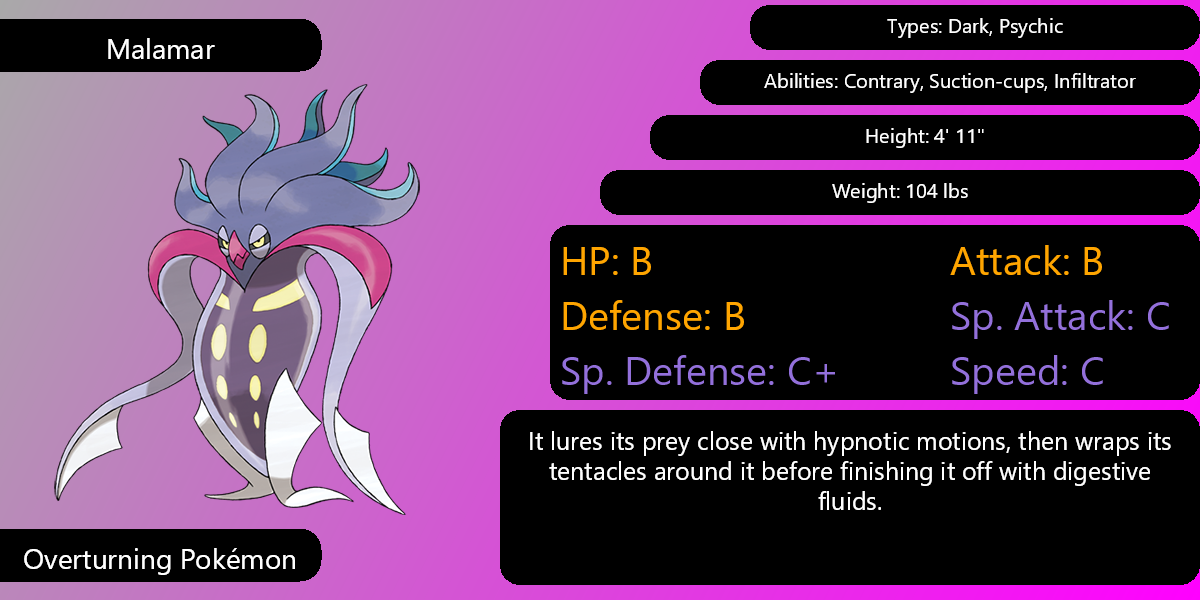 Malamar
Types: Dark, Psychic
Abilities: Contrary, Suction-cups, Infiltrator
Height: 4' 11"
Weight: 104 lbs
HP: B
Attack: B
Defense: B
Sp. Attack: C
Sp. Defense: C+
Speed: C
It lures its prey close with hypnotic motions, then wraps its
tentacles around it before finishing it off with digestive
fluids.
Overturning Pokémon